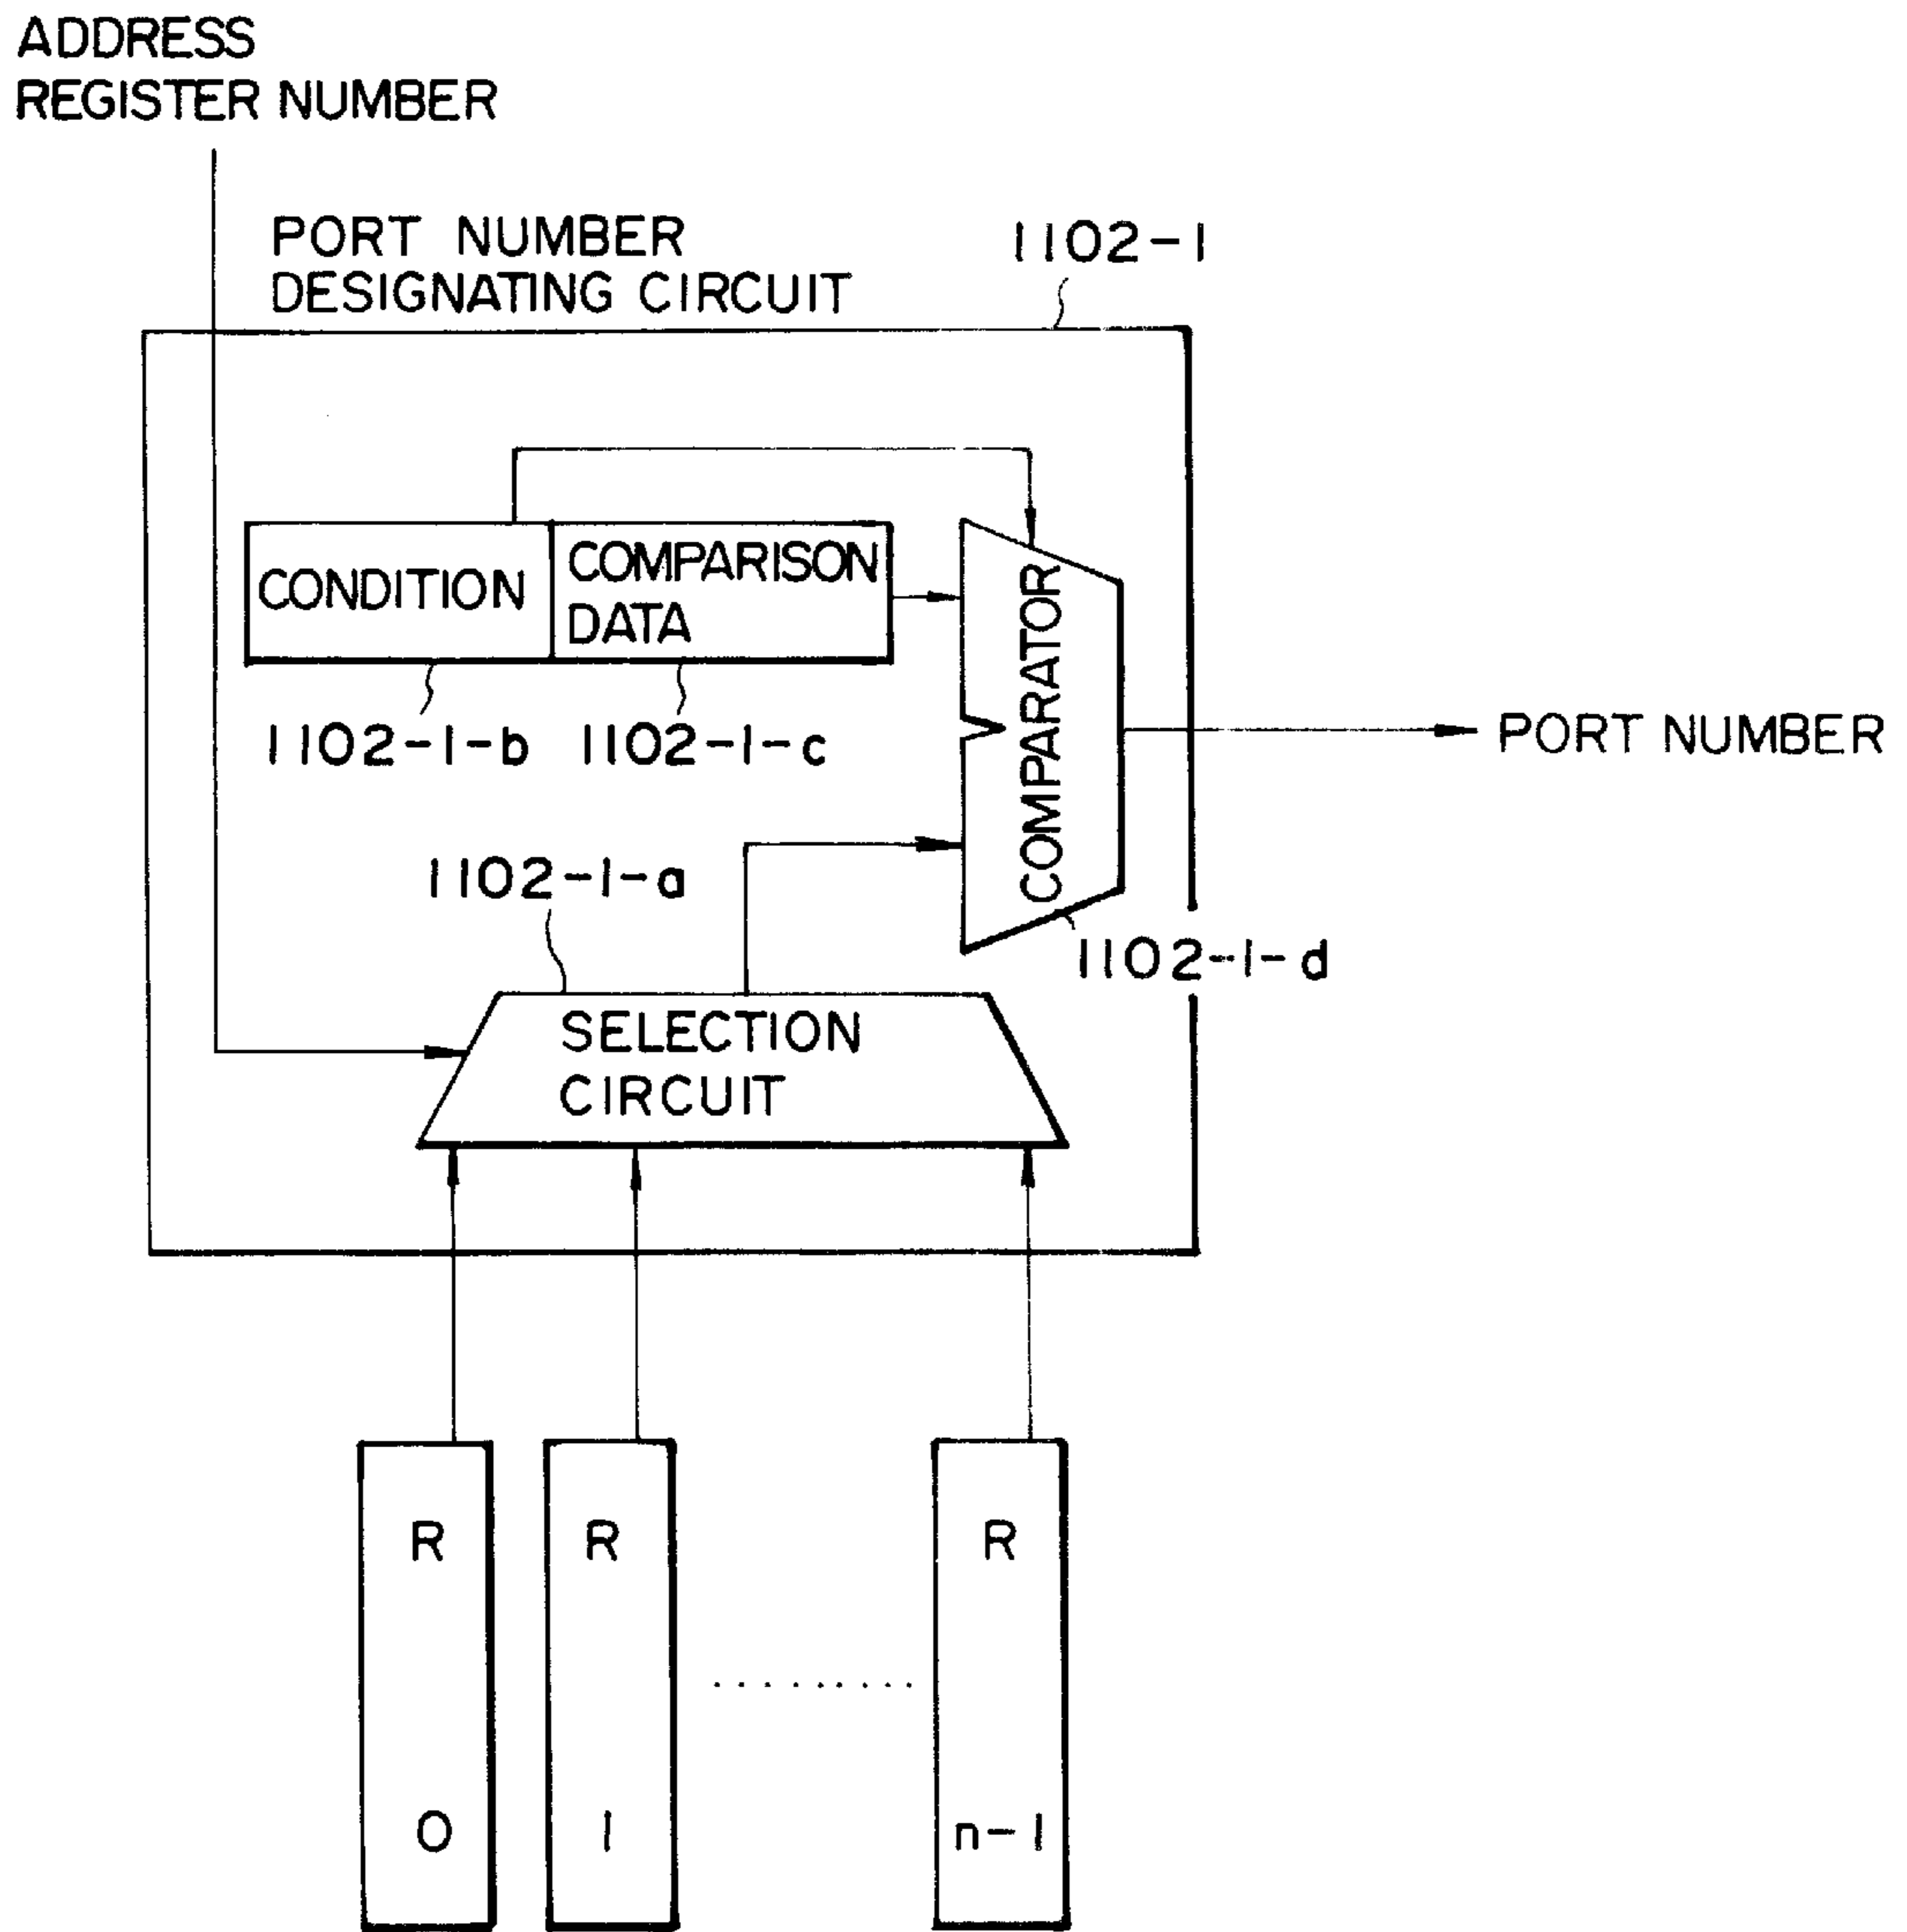 ADDRESS
REGISTER NUMBER
PORT NUMBER
DESIGNATING CIRCUIT
1102-1
CONDITION
COMPARISON
DATA
COMPARATOR
1102-1-b
1102-1-c
PORT NUMBER
1102-1-a
1102-1-d
SELECTION
CIRCUIT
R
R
R
0
1
n-1